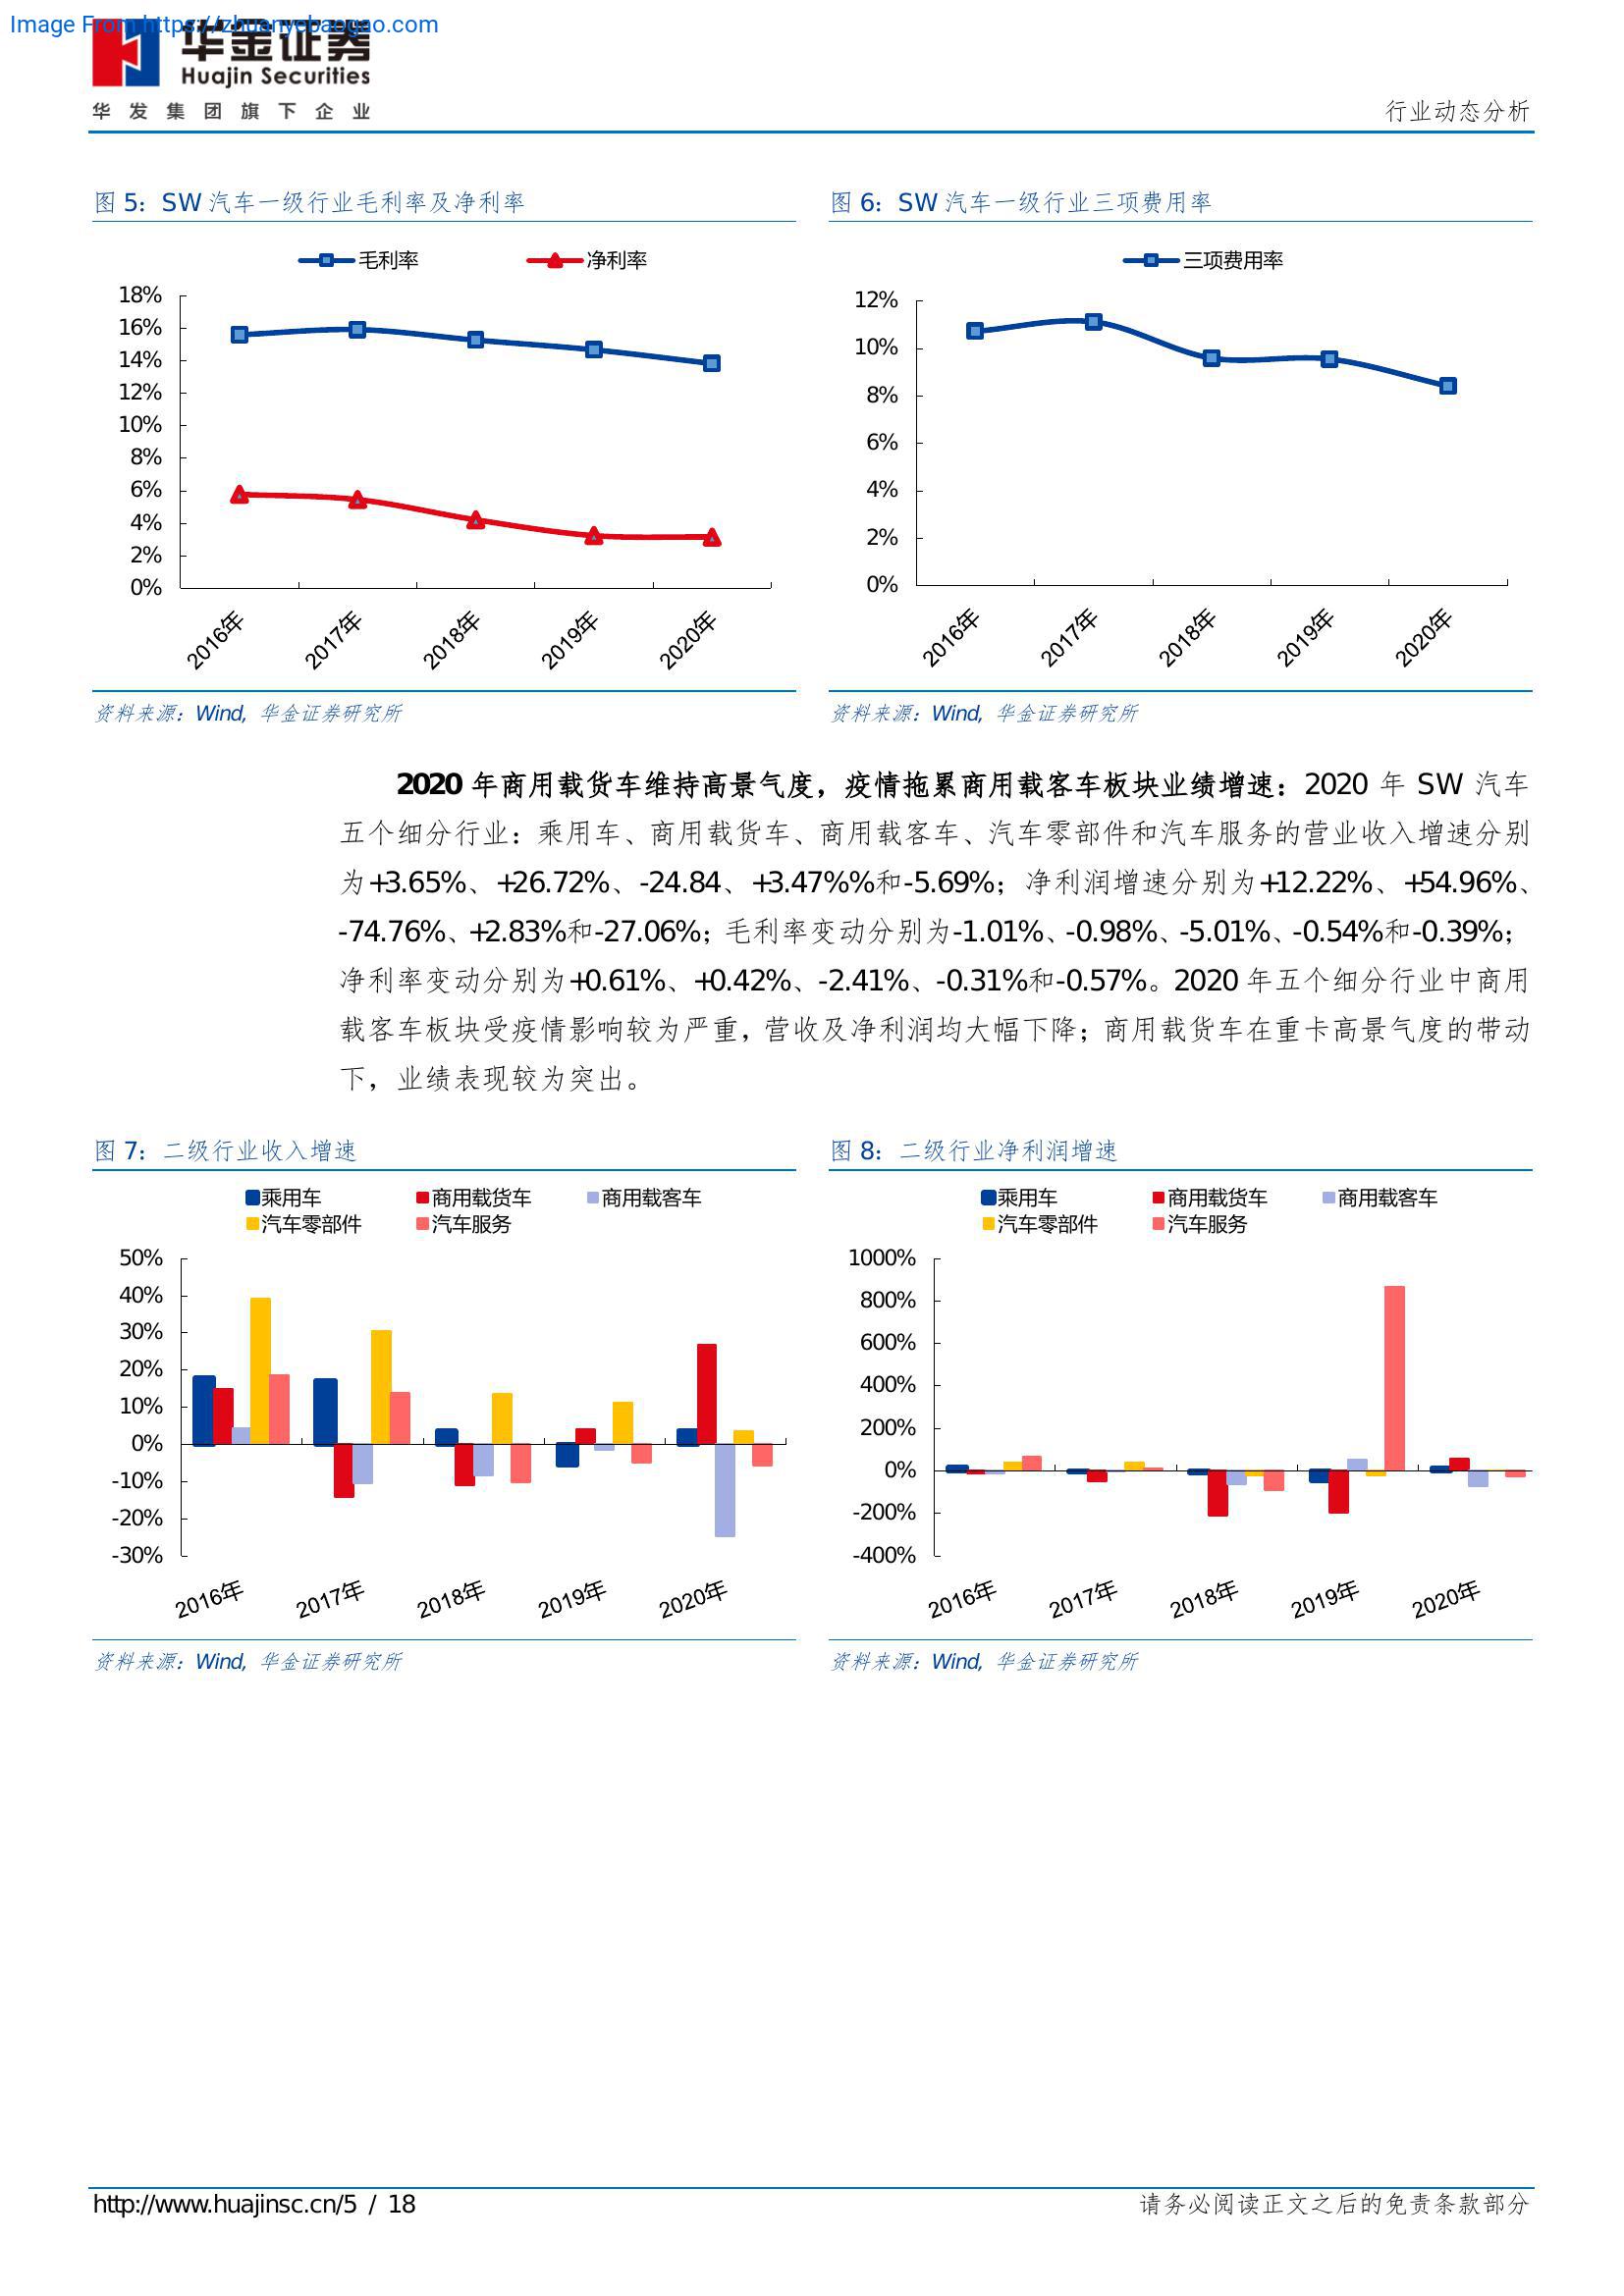 Image From https://zhuanyebaogao.com
华金证券
Huajin Securities
华发集团旗下企业
行业动态分析
图 5：SW 汽车一级行业毛利率及净利率
毛利率 净利率
18%
16%
14%
12%
10%
8%
6%
4%
2%
0%
2016年 2017年 2018年 2019年 2020年
资料来源：Wind，华金证券研究所
图 6：SW 汽车一级行业三项费用率
三项费用率
12%
10%
8%
6%
4%
2%
0%
2016年 2017年 2018年 2019年 2020年
资料来源：Wind，华金证券研究所
2020 年商用载货车维持高景气度，疫情拖累商用载客车板块业绩增速：2020 年 SW 汽车
五个细分行业：乘用车、商用载货车、商用载客车、汽车零部件和汽车服务的营业收入增速分别
为+3.65%、+26.72%、-24.84、+3.47%%和-5.69%；净利润增速分别为+12.22%、+54.96%、
-74.76%、+2.83%和-27.06%；毛利率变动分别为-1.01%、-0.98%、-5.01%、-0.54%和-0.39%；
净利率变动分别为+0.61%、+0.42%、-2.41%、-0.31%和-0.57%。2020 年五个细分行业中商用
载客车板块受疫情影响较为严重，营收及净利润均大幅下降；商用载货车在重卡高景气度的带动
下，业绩表现较为突出。
图 7：二级行业收入增速
乘用车 商用载货车 商用载客车
汽车零部件 汽车服务
50%
40%
30%
20%
10%
0%
-10%
-20%
-30%
2016年 2017年 2018年 2019年 2020年
资料来源：Wind，华金证券研究所
图 8：二级行业净利润增速
乘用车 商用载货车 商用载客车
汽车零部件 汽车服务
1000%
800%
600%
400%
200%
0%
-200%
-400%
2016年 2017年 2018年 2019年 2020年
资料来源：Wind，华金证券研究所
http://www.huajinsc.cn/5 / 18
请务必阅读正文之后的免责条款部分